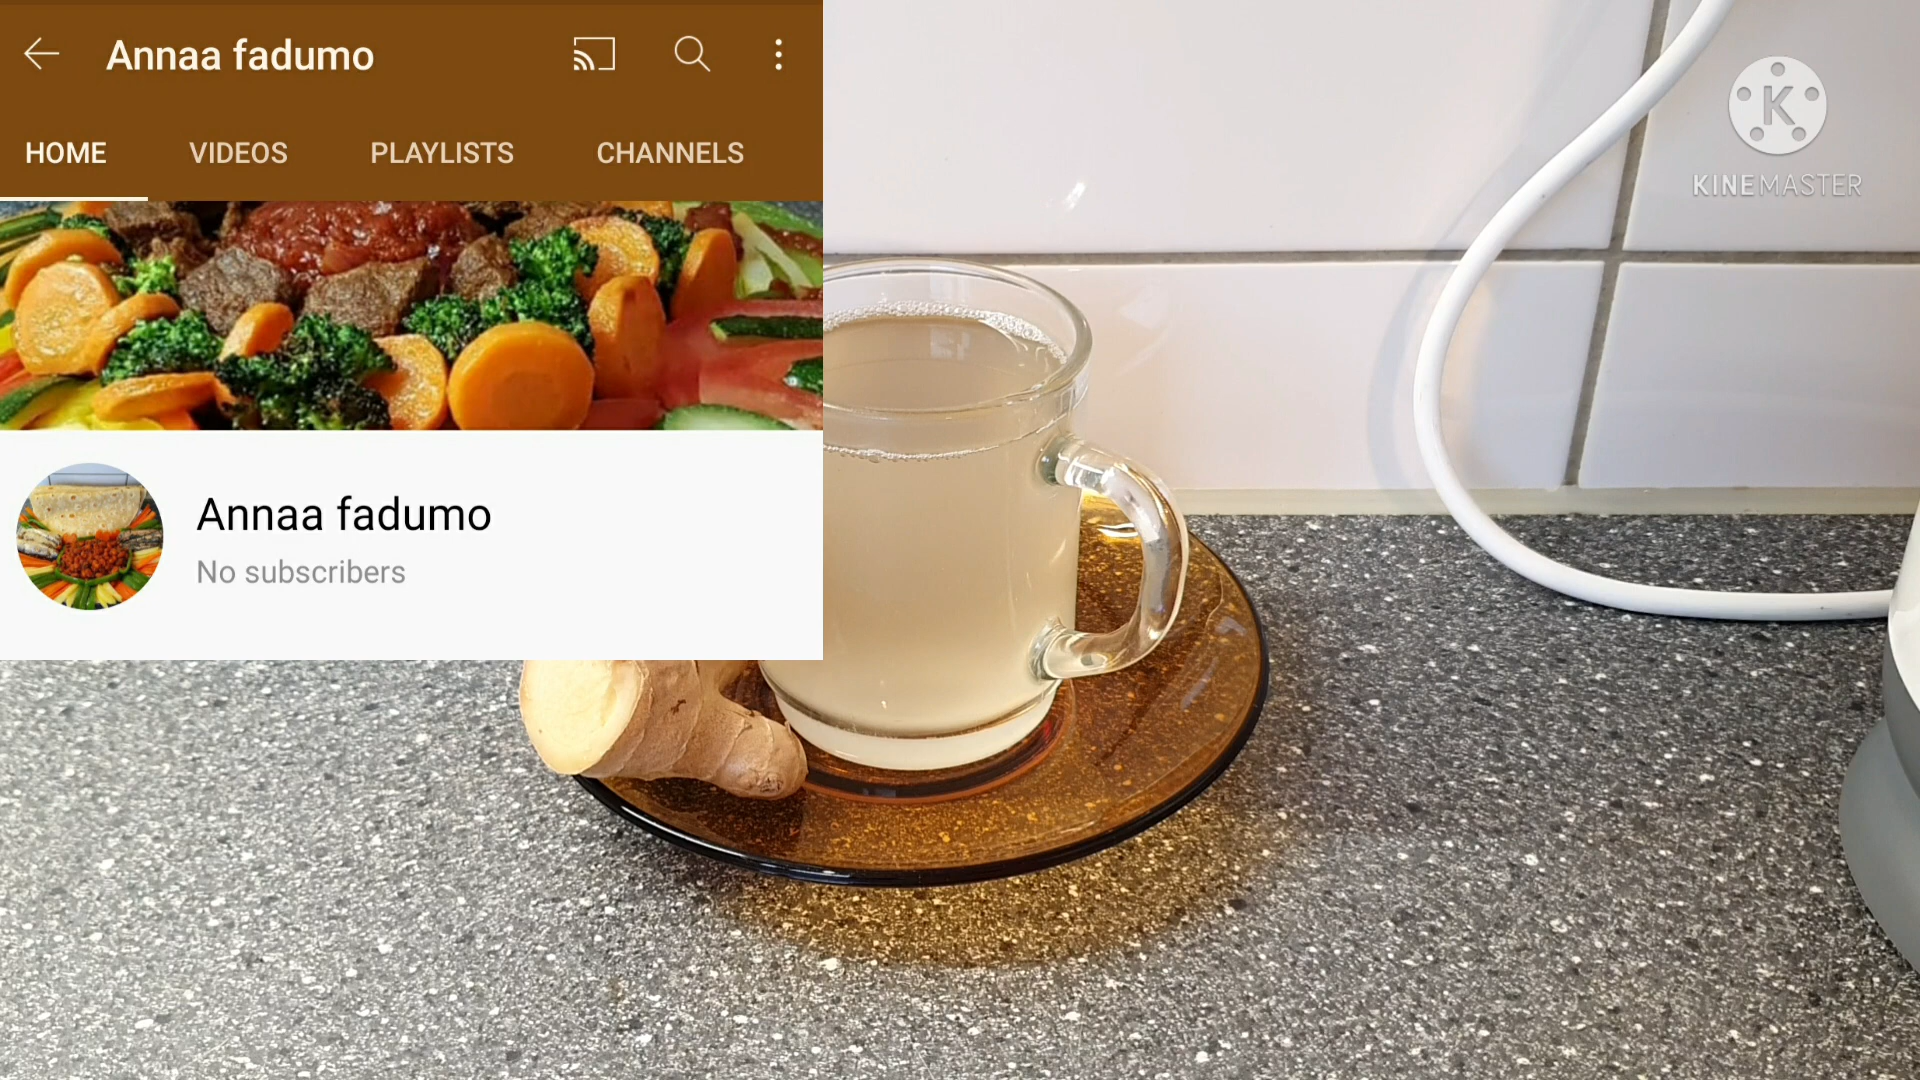 Annaa fadumo
HOME VIDEOS PLAYLISTS CHANNELS
Annaa fadumo
No subscribers
K
KINEMASTER